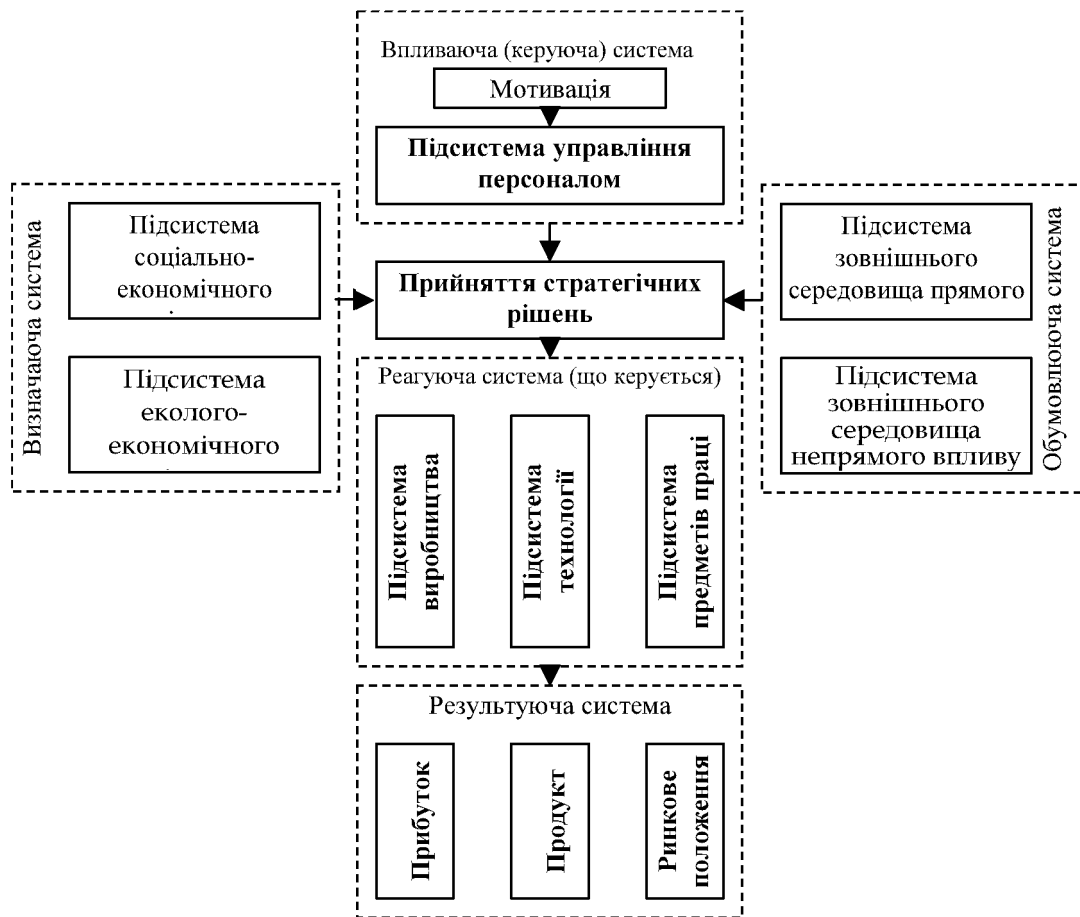 Впливаюча (керуюча) система
Мотивація
Підсистема управління
персоналом
Визначаюча система
Підсистема
соціально-
економічного
Підсистема
еколого-
економічного
Прийняття стратегічних
рішень
Підсистема
зовнішнього
середовища прямого
Підсистема
зовнішнього
середовища
непрямого впливу
Обумовлююча система
Реагуюча система (що керується)
Підсистема
виробництва
Підсистема
технології
Підсистема
предметів праці
Результуюча система
Прибуток
Продукт
Ринкове
положення